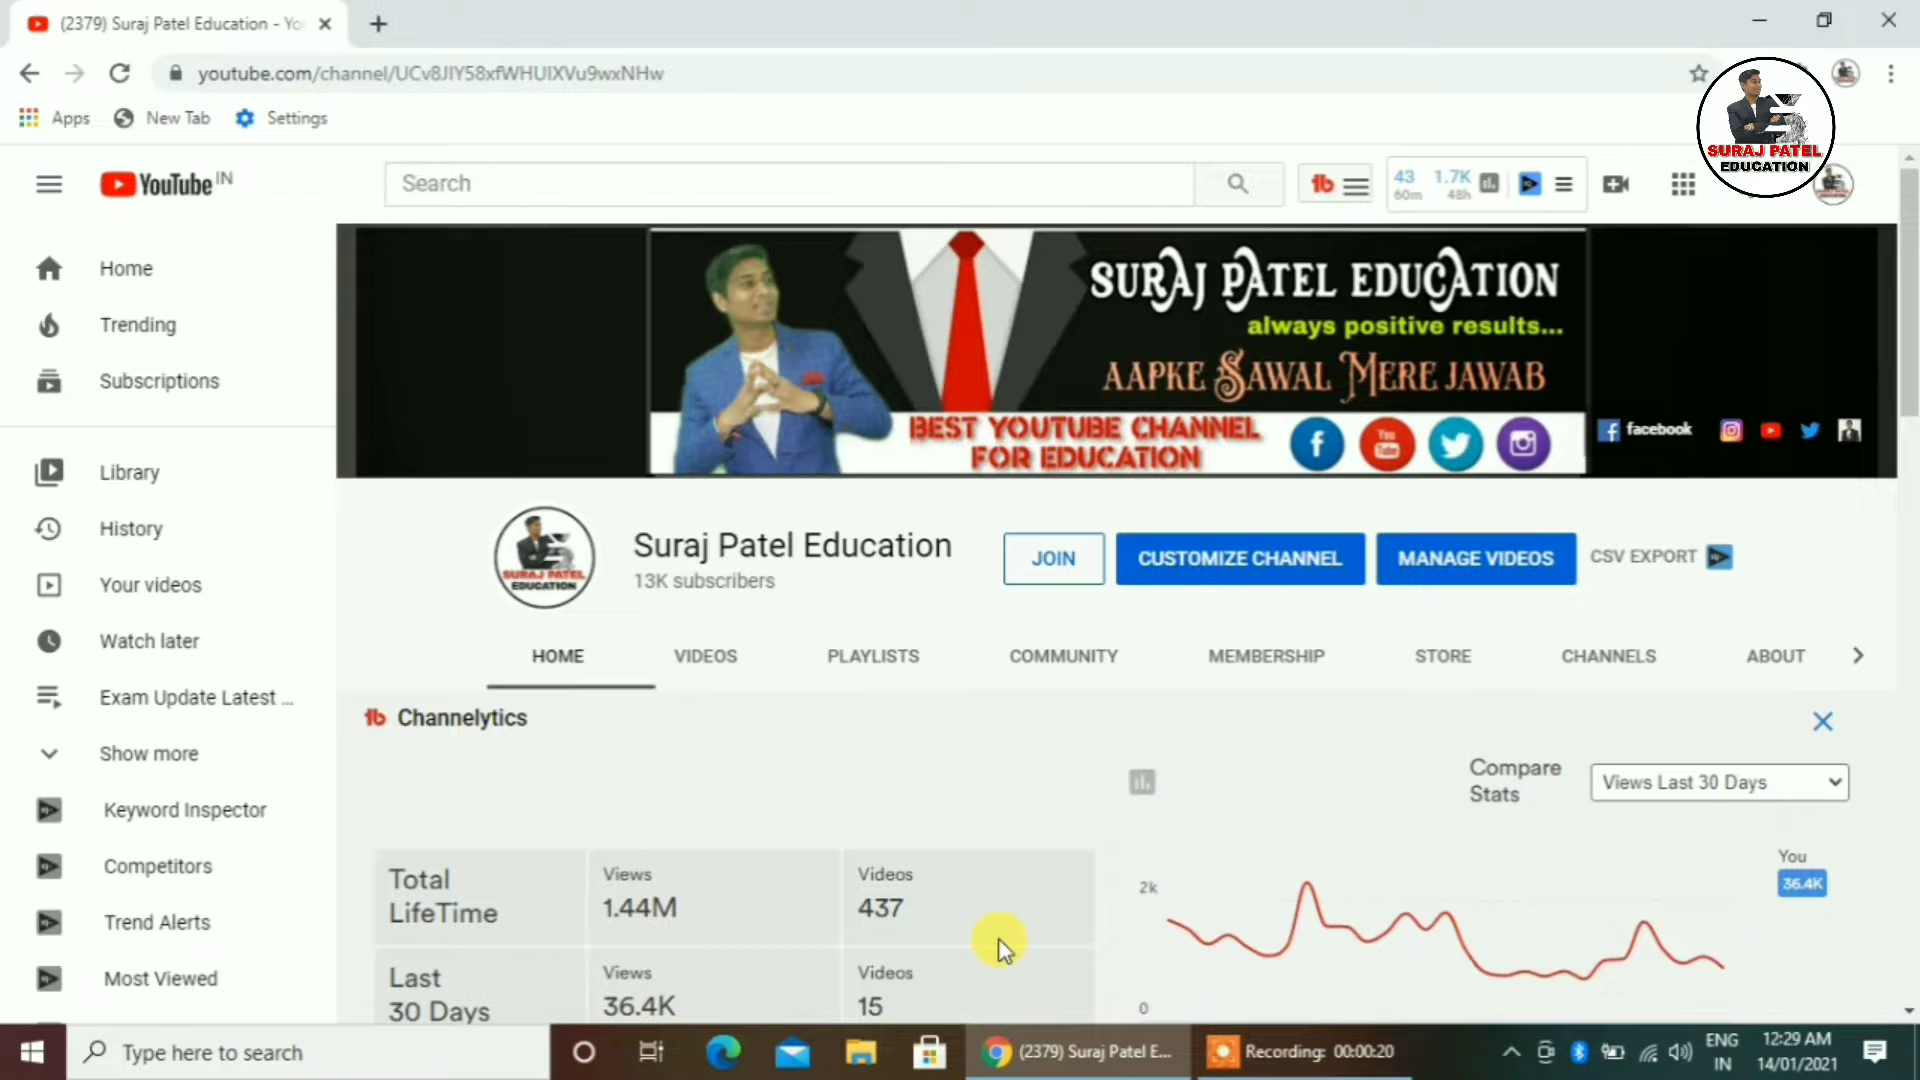 (2379) Suraj Patel Education - Yo
youtube.com/channel/UCv8JIY58xfWHUIXVu9wxNHw
Apps
New Tab
Settings
SURAJ PATEL
EDUCATION
YouTube IN
Search
43
60m
1.7K
48h
Home
Trending
Subscriptions
Library
History
Your videos
Watch later
Exam Update Latest ...
Show more
Keyword Inspector
Competitors
Trend Alerts
Most Viewed
SURAJ PATEL EDUCATION
always positive results...
AAPKE SAWAL MERE JAWAB
BEST YOUTUBE CHANNEL
FOR EDUCATION
You
Tube
facebook
SURAJ PATEL
EDUCATION
Suraj Patel Education
13K subscribers
JOIN
CUSTOMIZE CHANNEL
MANAGE VIDEOS
CSV EXPORT
HOME
VIDEOS
PLAYLISTS
COMMUNITY
MEMBERSHIP
STORE
CHANNELS
ABOUT
Channelytics
Compare
Stats
Views Last 30 Days
Total
LifeTime
Views
1.44M
Videos
437
Last
30 Days
Views
36.4K
Videos
15
2k
0
You
36.4K
Type here to search
(2379) Suraj Patel E...
Recording: 00:00:20
ENG
IN
12:29 AM
14/01/2021